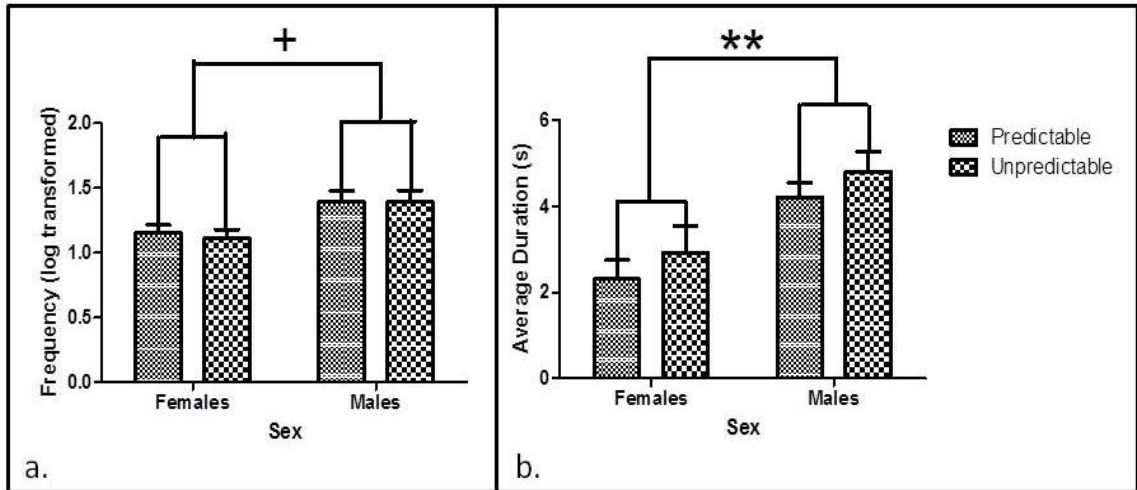 +
Frequency (log transformed)
2.0
1.5
1.0
0.5
0.0
Females Males
Sex
a.
**
Average Duration (s)
6
4
2
0
Females Males
Sex
b.
Predictable
Unpredictable